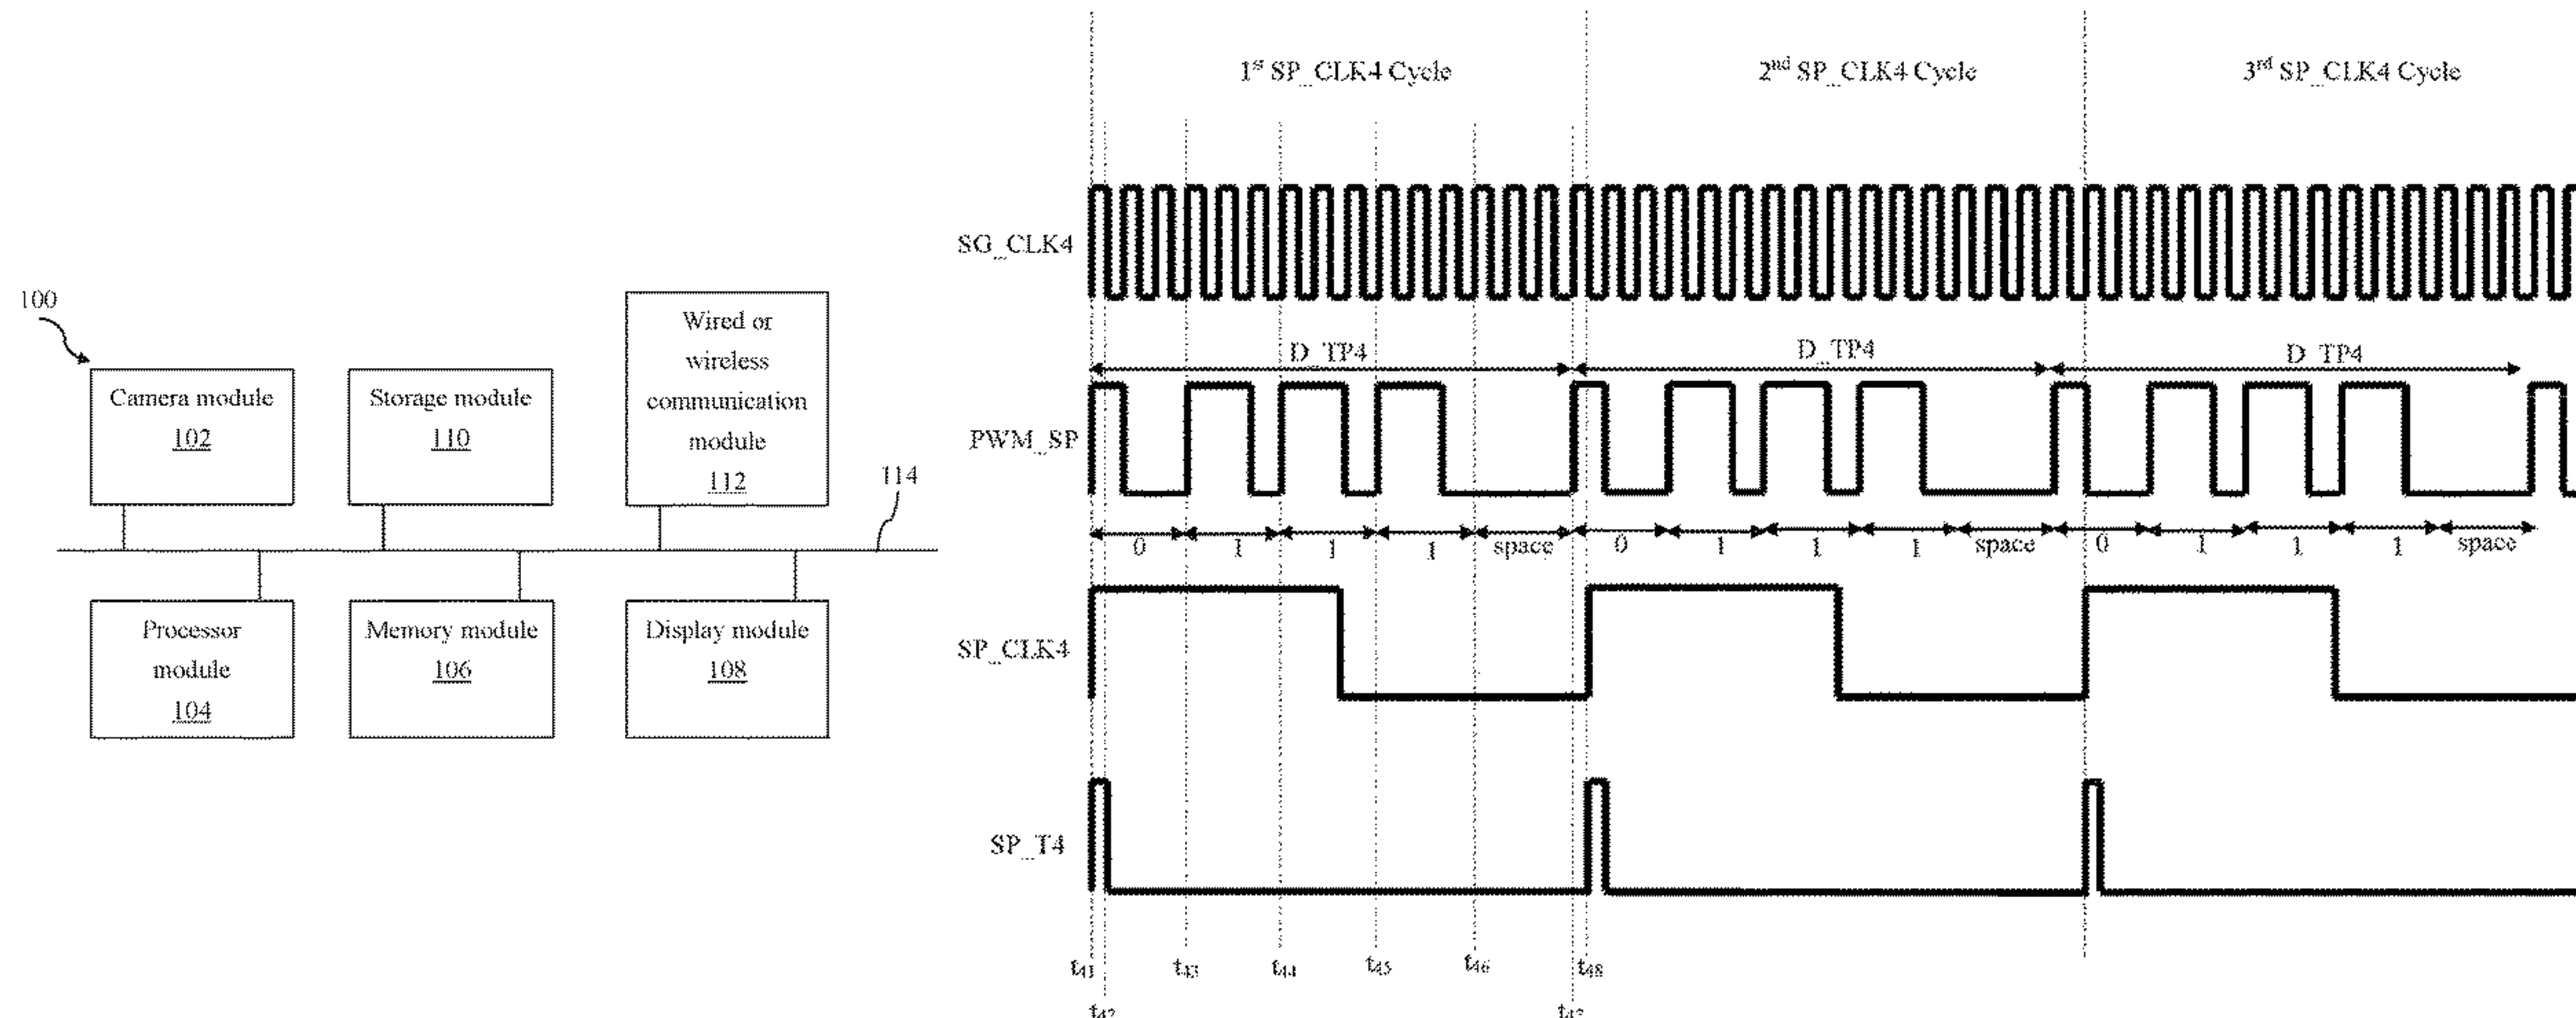 100
Camera module
102
Storage module
110
Wired or
wireless
communication
module
112
114
Processor
module
104
Memory module
106
Display module
108
1st SP_CLK4 Cycle
2nd SP_CLK4 Cycle
3rd SP_CLK4 Cycle
SG_CLK4
D_TP4
D_TP4
D_TP4
PWM_SP
0 1 1 1 space 0 1 1 1 space 0 1 1 1 space
SP_CLK4
SP_T4
t41 t43 t44 t45 t46 t48
t42 t47